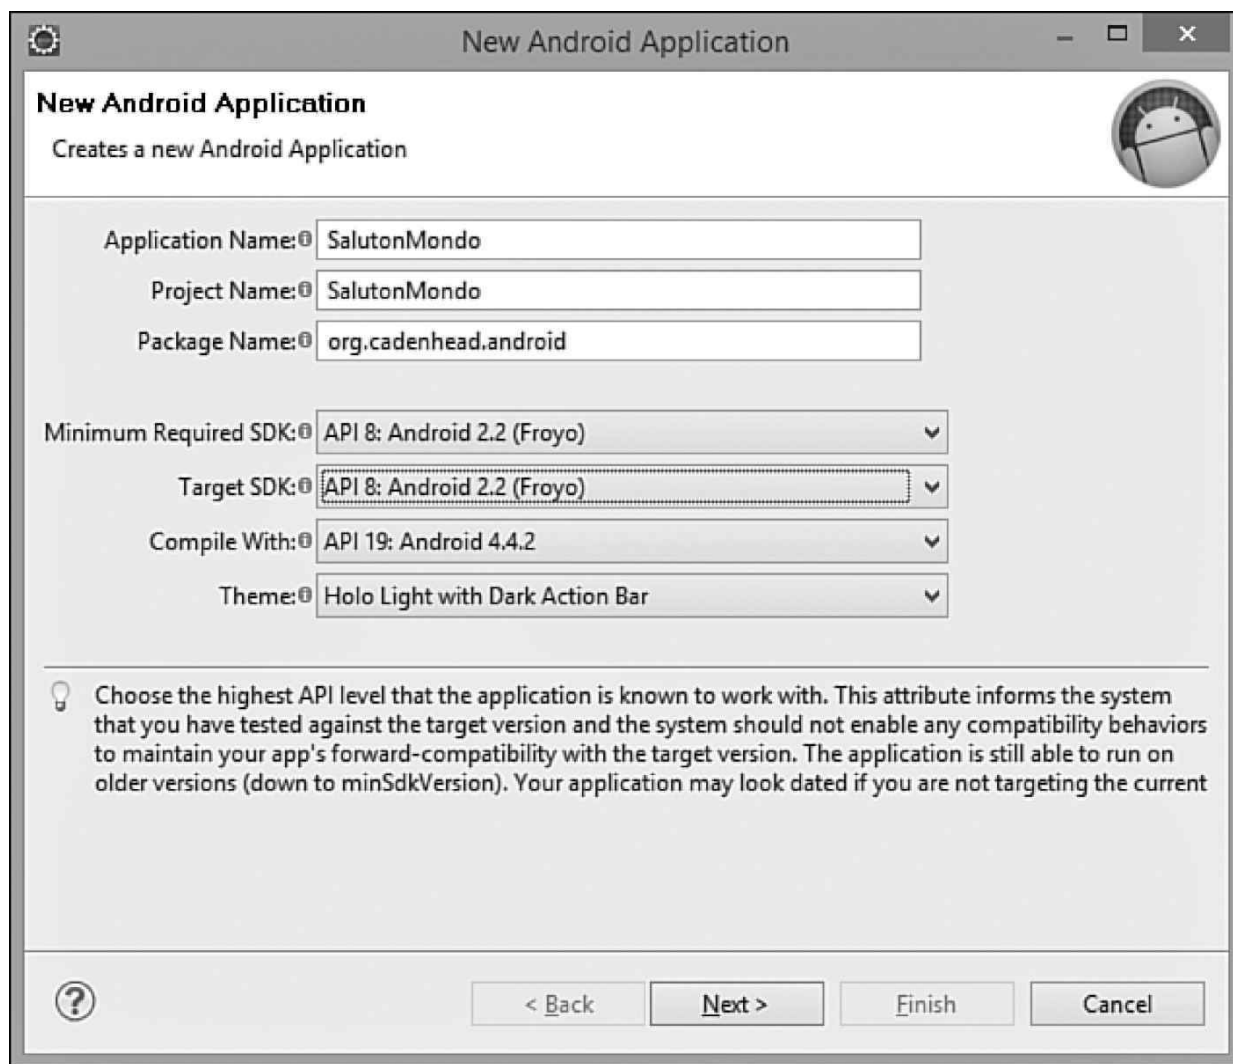 New Android Application
New Android Application
Creates a new Android Application
Application Name: SalutonMondo
Project Name: SalutonMondo
Package Name: org.cadenhead.android
Minimum Required SDK: API 8: Android 2.2 (Froyo)
Target SDK: API 8: Android 2.2 (Froyo)
Compile With: API 19: Android 4.4.2
Theme: Holo Light with Dark Action Bar
Choose the highest API level that the application is known to work with. This attribute informs the system
that you have tested against the target version and the system should not enable any compatibility behaviors
to maintain your app's forward-compatibility with the target version. The application is still able to run on
older versions (down to minSdkVersion). Your application may look dated if you are not targeting the current
? < Back Next > Finish Cancel